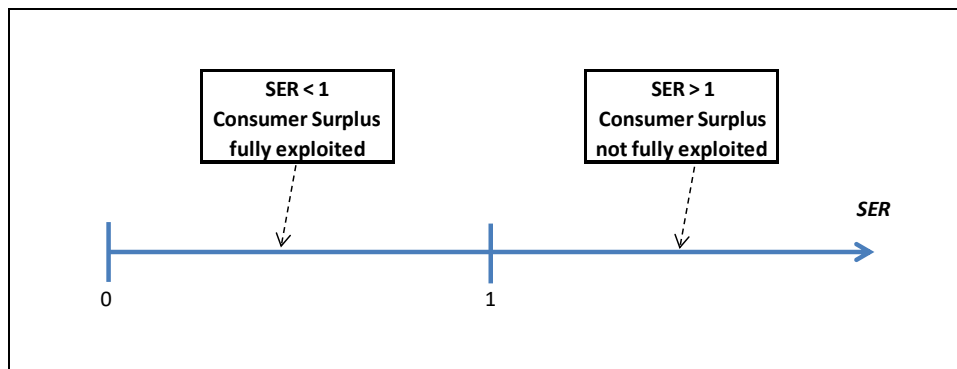 SER < 1
Consumer Surplus
fully exploited
SER > 1
Consumer Surplus
not fully exploited
SER
0
1